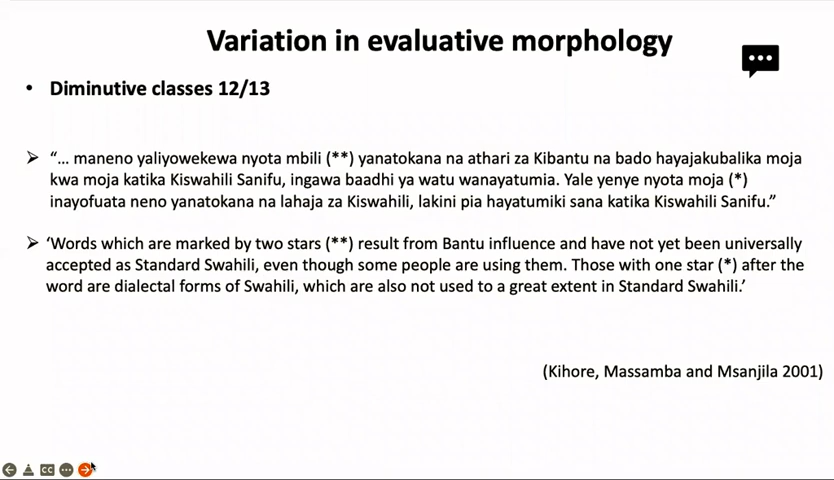 Variation in evaluative morphology
• Diminutive classes 12/13
➢ “… maneno yaliyowekewa nyota mbili (**) yanatokana na athari za Kibantu na bado hayajakubalika moja
kwa moja katika Kiswahili Sanifu, ingawa baadhi ya watu wanayatumia. Yale yenye nyota moja (*)
inayofuata neno yanatokana na lahaja za Kiswahili, lakini pia hayatumiki sana katika Kiswahili Sanifu.”
➢ ‘Words which are marked by two stars (**) result from Bantu influence and have not yet been universally
accepted as Standard Swahili, even though some people are using them. Those with one star (*) after the
word are dialectal forms of Swahili, which are also not used to a great extent in Standard Swahili.’
(Kihore, Massamba and Msanjila 2001)
CC